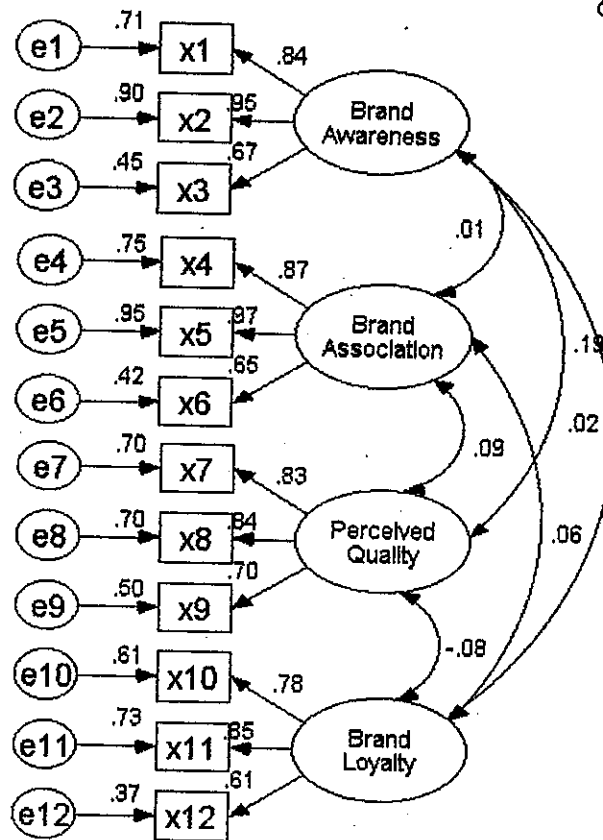 .71
e1 x1 .84
.90
e2 x2 .95 Brand
Awareness
.45 .67
e3 x3
.01
.75
e4 x4 .87
.95
e5 x5 .97 Brand
Association
.19
.42 .65
e6 x6
.02
.70
e7 x7 .83
.09
.70
e8 x8 .84 Perceived
Quality
.06
.50 .70
e9 x9
-.08
.61
e10 x10 .78
.73
e11 x11 .85 Brand
Loyalty
.37 .61
e12 x12